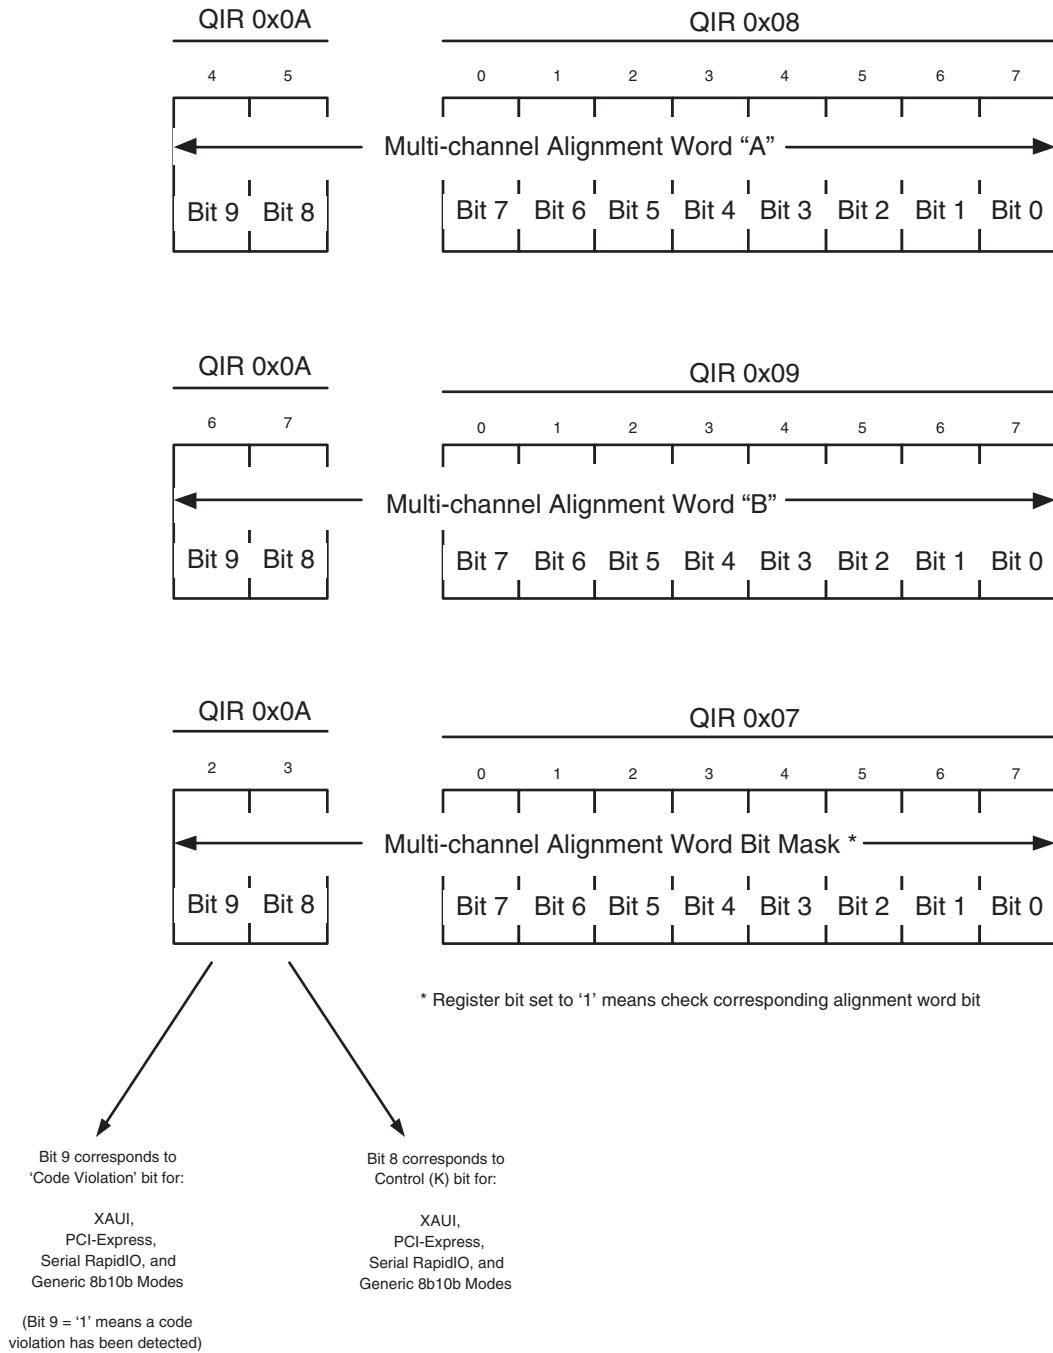 QIR 0x0A QIR 0x08
4 5 0 1 2 3 4 5 6 7
Multi-channel Alignment Word “A”
Bit 9 Bit 8 Bit 7 Bit 6 Bit 5 Bit 4 Bit 3 Bit 2 Bit 1 Bit 0
QIR 0x0A QIR 0x09
6 7 0 1 2 3 4 5 6 7
Multi-channel Alignment Word “B”
Bit 9 Bit 8 Bit 7 Bit 6 Bit 5 Bit 4 Bit 3 Bit 2 Bit 1 Bit 0
QIR 0x0A QIR 0x07
2 3 0 1 2 3 4 5 6 7
Multi-channel Alignment Word Bit Mask *
Bit 9 Bit 8 Bit 7 Bit 6 Bit 5 Bit 4 Bit 3 Bit 2 Bit 1 Bit 0
* Register bit set to ‘1’ means check corresponding alignment word bit
Bit 9 corresponds to
‘Code Violation’ bit for:
XAUI,
PCI-Express,
Serial RapidIO, and
Generic 8b10b Modes
(Bit 9 = ‘1’ means a code
violation has been detected)
Bit 8 corresponds to
Control (K) bit for:
XAUI,
PCI-Express,
Serial RapidIO, and
Generic 8b10b Modes